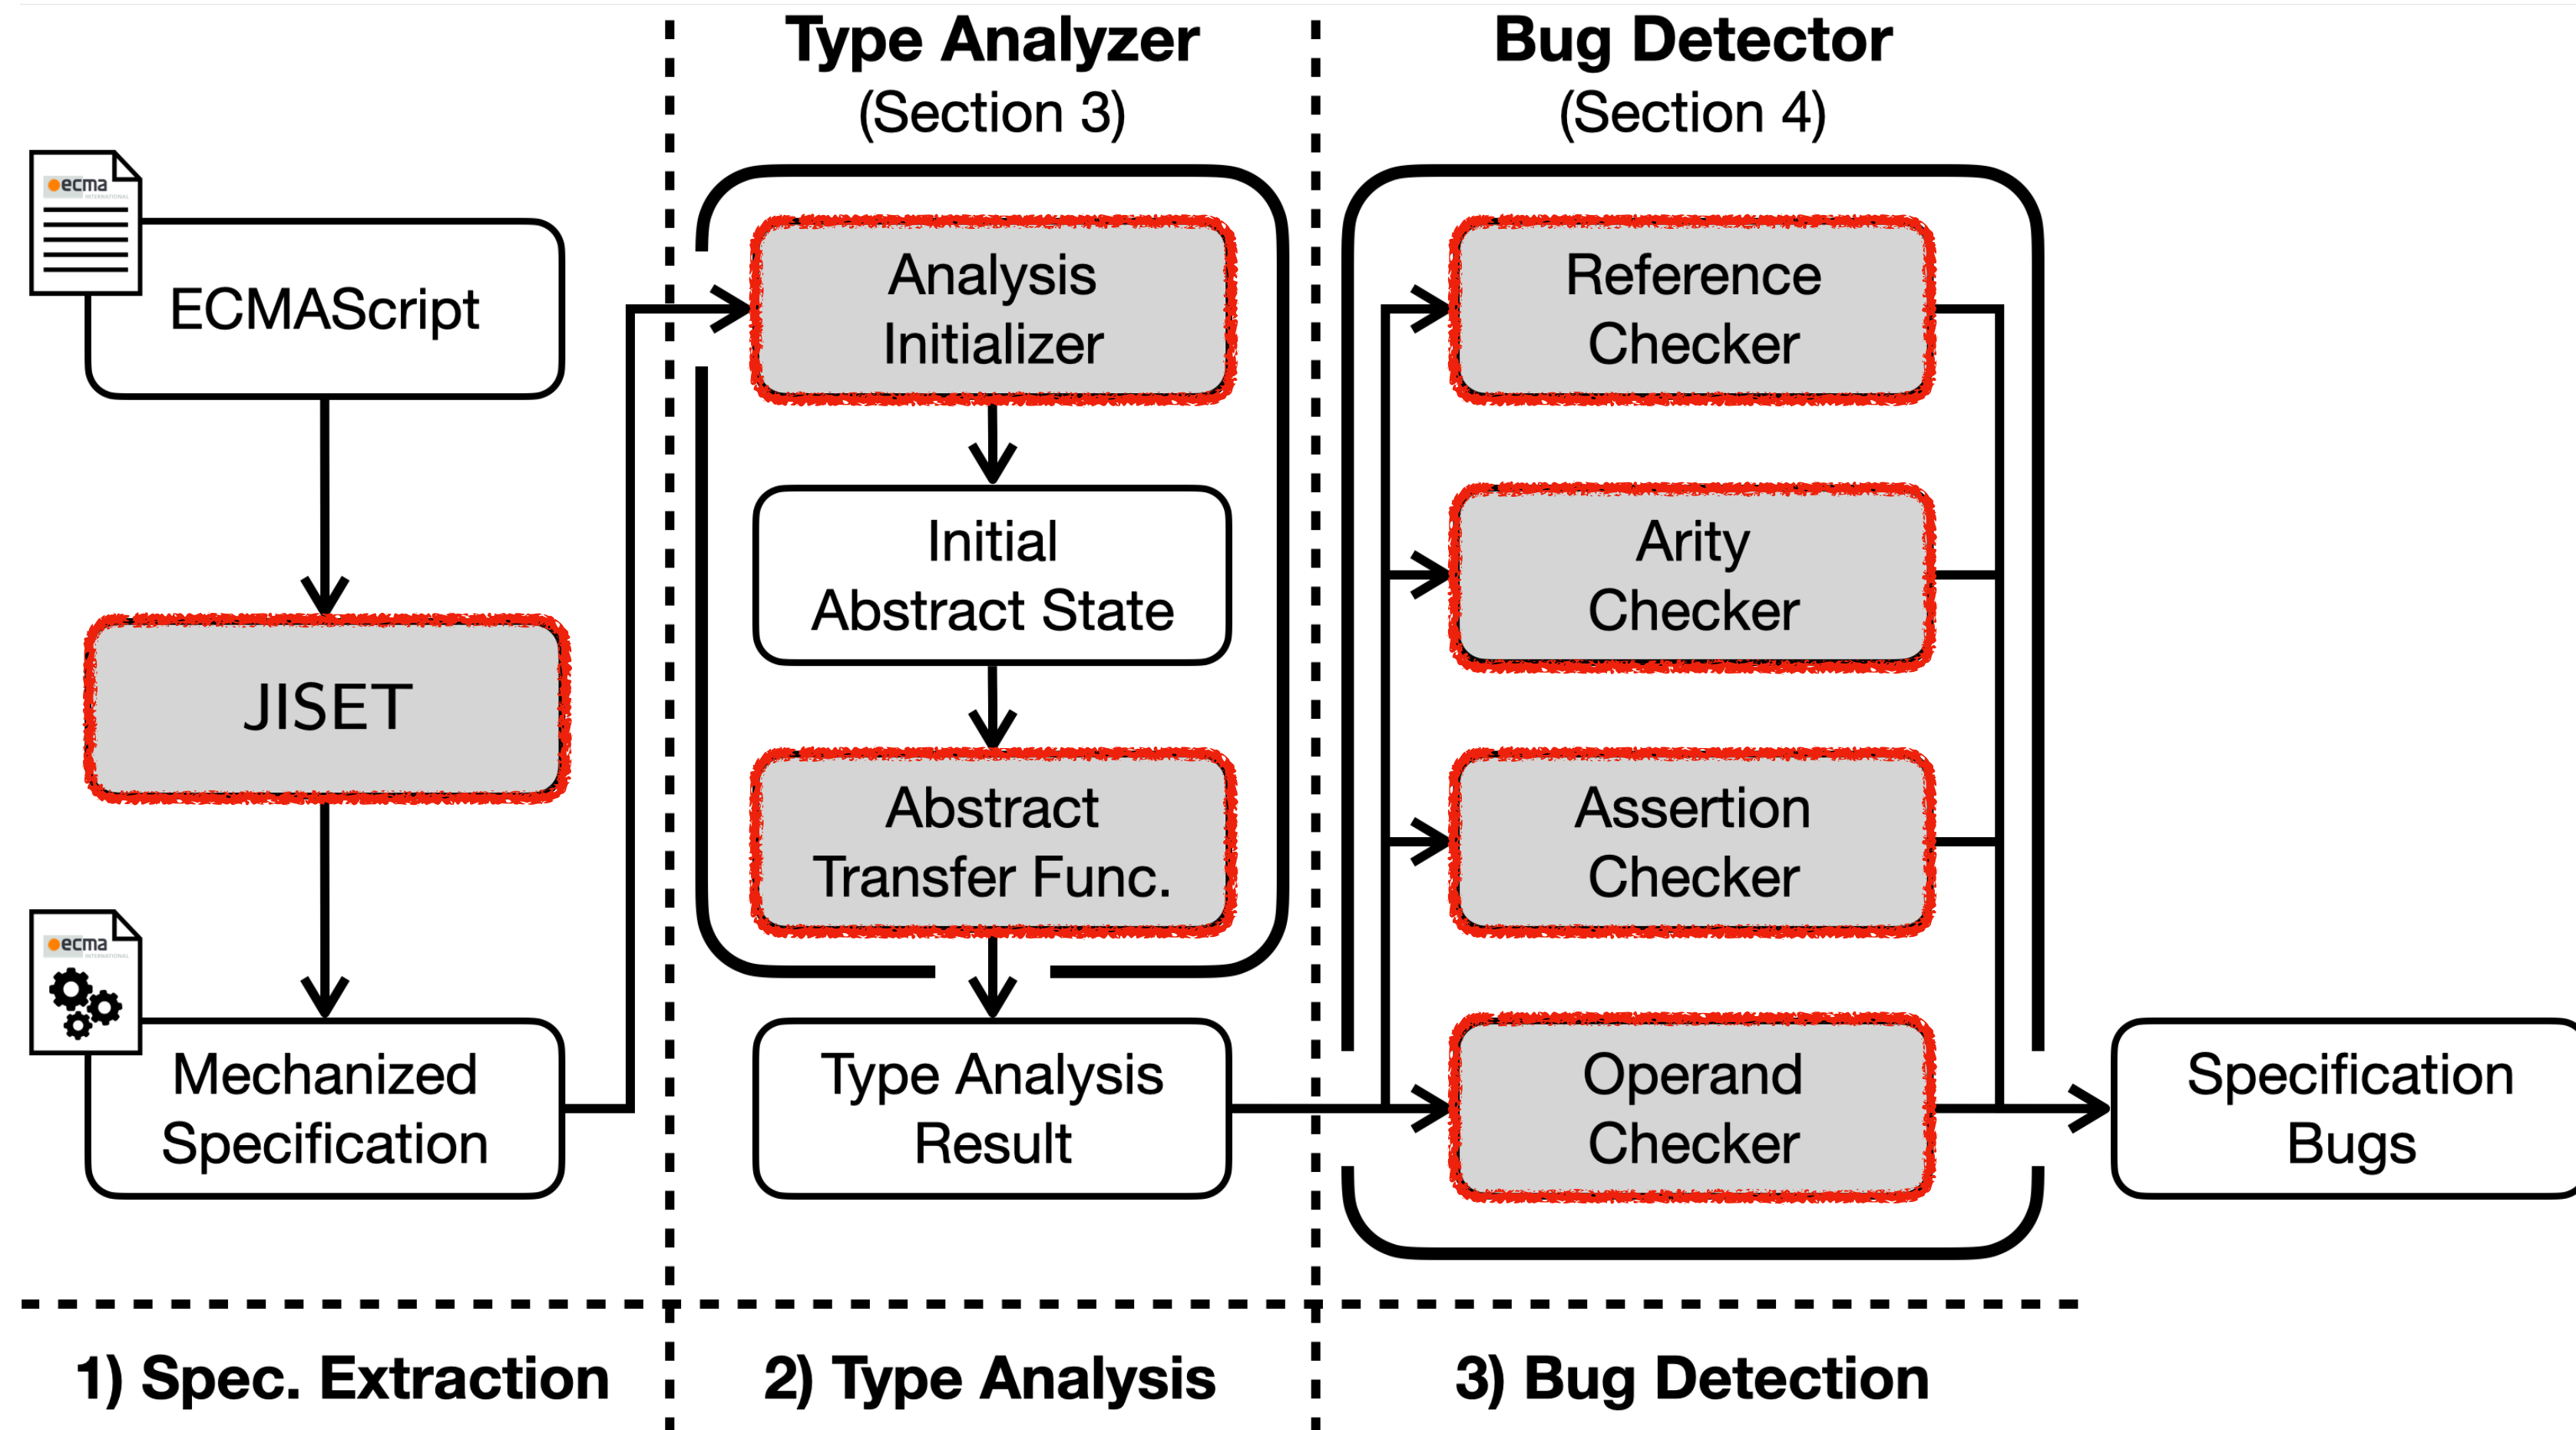 Type Analyzer
(Section 3)
Bug Detector
(Section 4)
ecma
INTERNATIONAL
ECMAScript
JISET
ecma
INTERNATIONAL
Mechanized
Specification
Analysis
Initializer
Initial
Abstract State
Abstract
Transfer Func.
Type Analysis
Result
Reference
Checker
Arity
Checker
Assertion
Checker
Operand
Checker
Specification
Bugs
1) Spec. Extraction
2) Type Analysis
3) Bug Detection